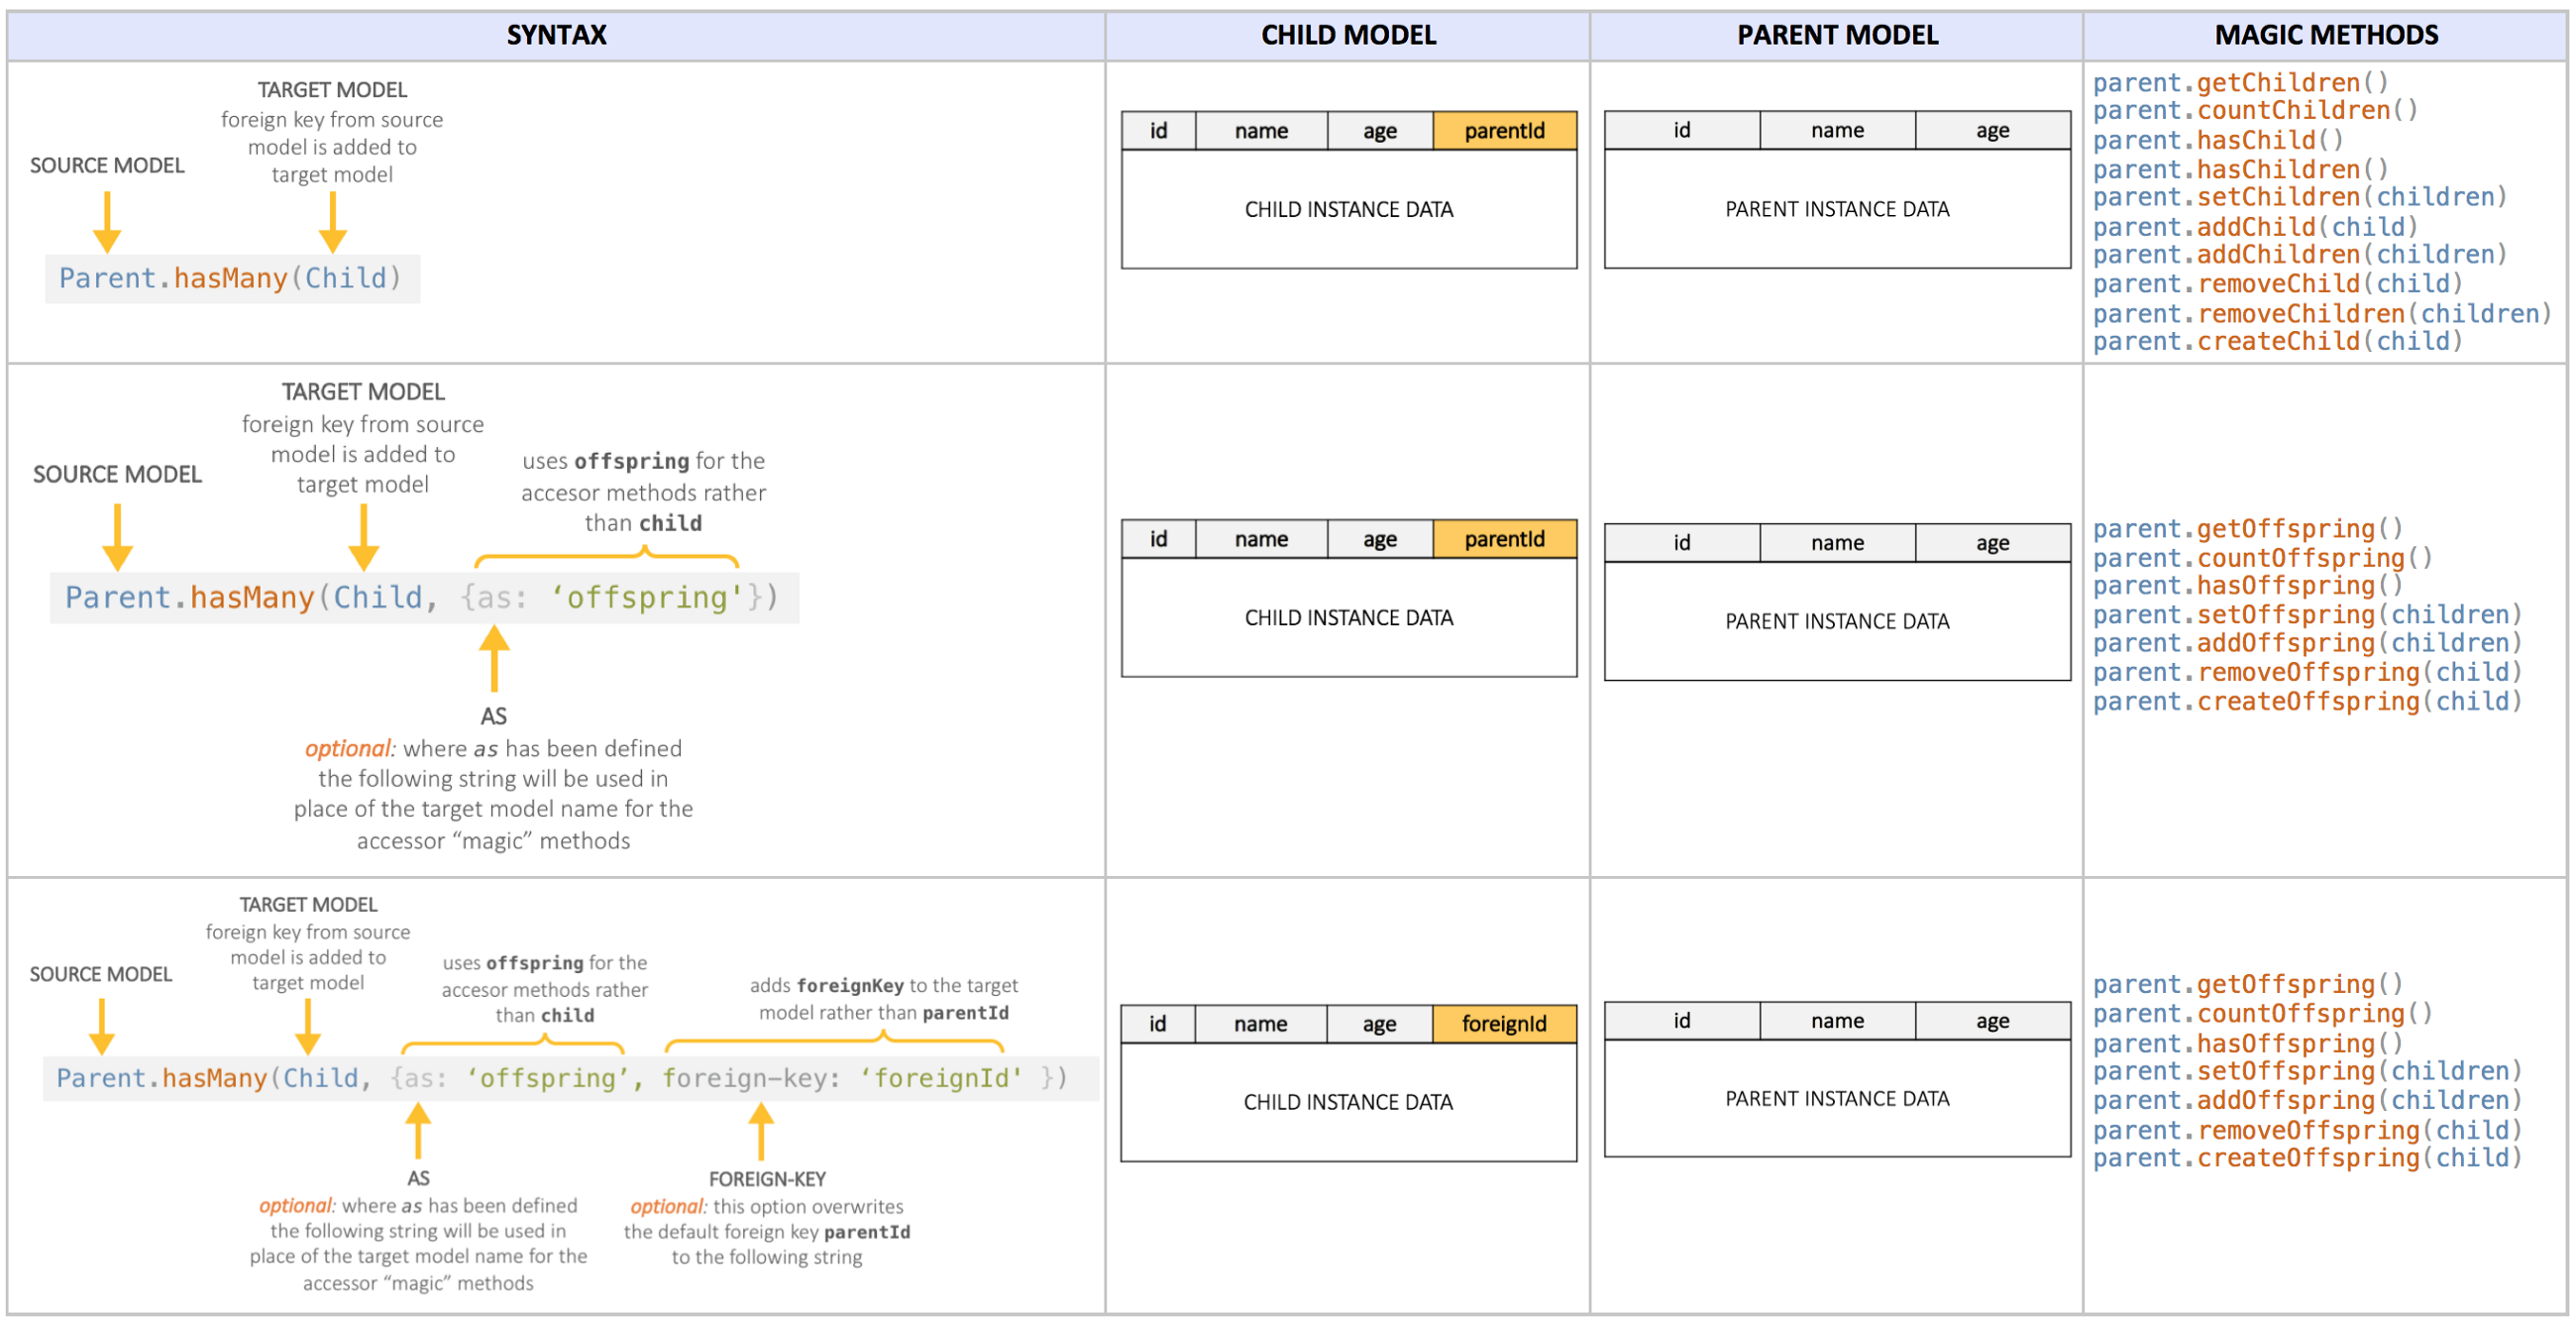 SYNTAX
CHILD MODEL
PARENT MODEL
MAGIC METHODS
TARGET MODEL
foreign key from source
model is added to
target model
SOURCE MODEL
Parent.hasMany(Child)
id name age parentId
CHILD INSTANCE DATA
id name age
PARENT INSTANCE DATA
parent.getChildren()
parent.countChildren()
parent.hasChild()
parent.hasChildren()
parent.setChildren(children)
parent.addChild(child)
parent.addChildren(children)
parent.removeChild(child)
parent.removeChildren(children)
parent.createChild(child)
TARGET MODEL
foreign key from source
model is added to
target model
SOURCE MODEL
uses offspring for the
accesor methods rather
than child
Parent.hasMany(Child, {as: ‘offspring'})
AS
optional: where as has been defined
the following string will be used in
place of the target model name for the
accessor “magic” methods
id name age parentId
CHILD INSTANCE DATA
id name age
PARENT INSTANCE DATA
parent.getOffspring()
parent.countOffspring()
parent.hasOffspring()
parent.setOffspring(children)
parent.addOffspring(children)
parent.removeOffspring(child)
parent.createOffspring(child)
TARGET MODEL
foreign key from source
model is added to
target model
SOURCE MODEL
uses offspring for the
accesor methods rather
than child
adds foreignKey to the target
model rather than parentId
Parent.hasMany(Child, {as: ‘offspring’, foreign-key: ‘foreignId' })
AS
optional: where as has been defined
the following string will be used in
place of the target model name for the
accessor “magic” methods
FOREIGN-KEY
optional: this option overwrites
the default foreign key parentId
to the following string
id name age foreignId
CHILD INSTANCE DATA
id name age
PARENT INSTANCE DATA
parent.getOffspring()
parent.countOffspring()
parent.hasOffspring()
parent.setOffspring(children)
parent.addOffspring(children)
parent.removeOffspring(child)
parent.createOffspring(child)